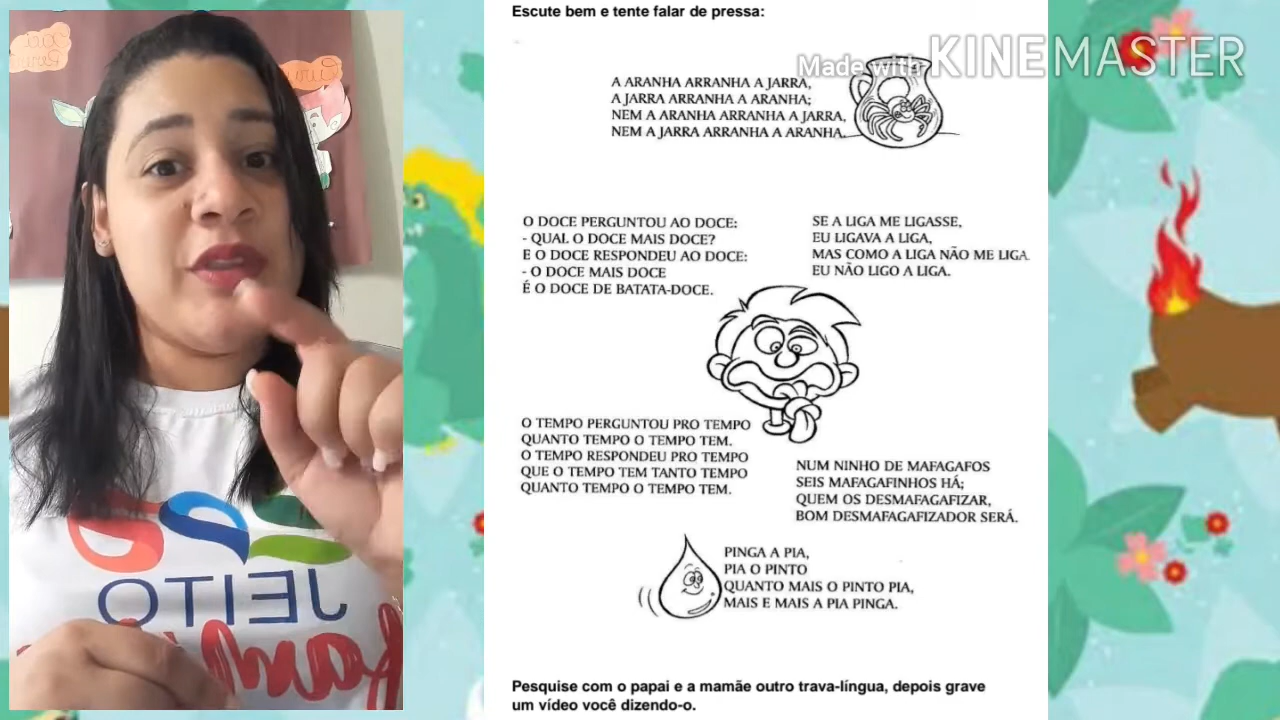 Escute bem e tente falar de pressa:
Made with KINEMASTER
A ARANHA ARRANHA A JARRA,
A JARRA ARRANHA A ARANHA;
NEM A ARANHA ARRANHA A JARRA,
NEM A JARRA ARRANHA A ARANHA.
O DOCE PERGUNTOU AO DOCE:
- QUAL O DOCE MAIS DOCE?
E O DOCE RESPONDEU AO DOCE:
- O DOCE MAIS DOCE
É O DOCE DE BATATA-DOCE.
SE A LIGA ME LIGASSE,
EU LIGAVA A LIGA,
MAS COMO A LIGA NÃO ME LIGA
EU NÃO LIGO A LIGA.
O TEMPO PERGUNTOU PRO TEMPO
QUANTO TEMPO O TEMPO TEM.
O TEMPO RESPONDEU PRO TEMPO
QUE O TEMPO TEM TANTO TEMPO
QUANTO TEMPO O TEMPO TEM.
NUM NINHO DE MAFAGAFOS
SEIS MAFAGAFINHOS HÁ;
QUEM OS DESMAFAGAFIZAR,
BOM DESMAFAGAFIZADOR SERÁ.
PINGA A PIA,
PIA O PINTO
QUANTO MAIS O PINTO PIA,
MAIS E MAIS A PIA PINGA.
Pesquise com o papai e a mamãe outro trava-língua, depois grave
um vídeo você dizendo-o.
JEITO